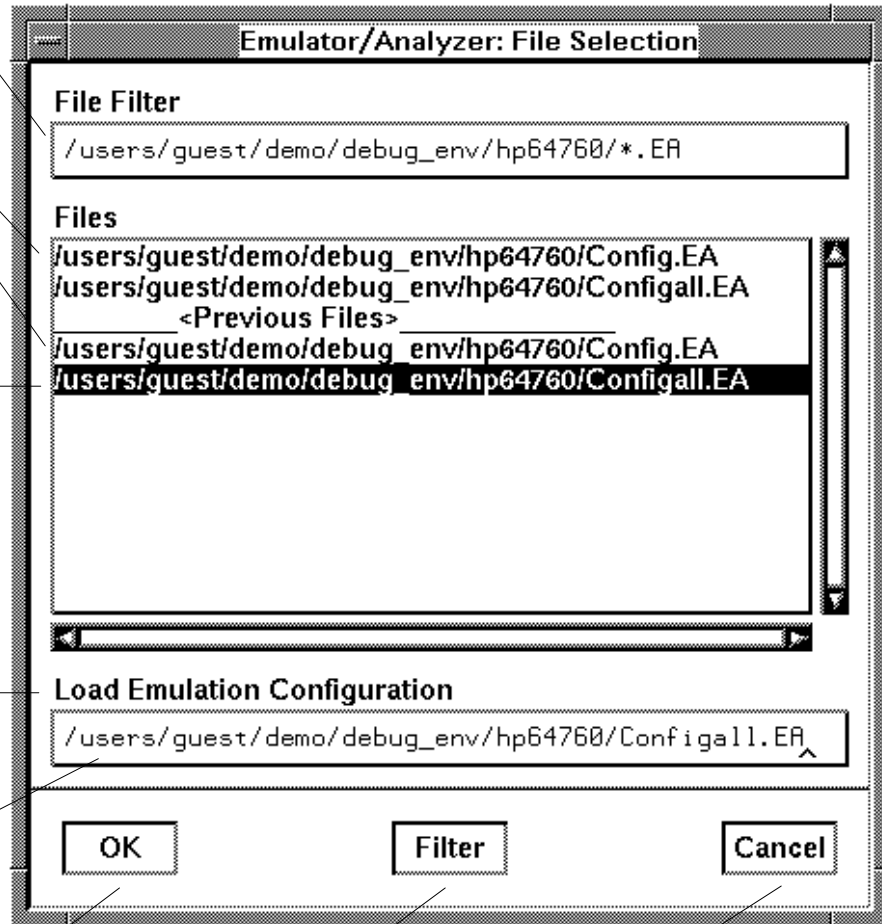 Emulator/Analyzer: File Selection
File Filter
/users/guest/demo/debug_env/hp64760/*.EA
Files
/users/guest/demo/debug_env/hp64760/Config.EA
/users/guest/demo/debug_env/hp64760/Configall.EA
________<Previous Files>______________
/users/guest/demo/debug_env/hp64760/Config.EA
/users/guest/demo/debug_env/hp64760/Configall.EA
Load Emulation Configuration
/users/guest/demo/debug_env/hp64760/Configall.EA
OK Filter Cancel